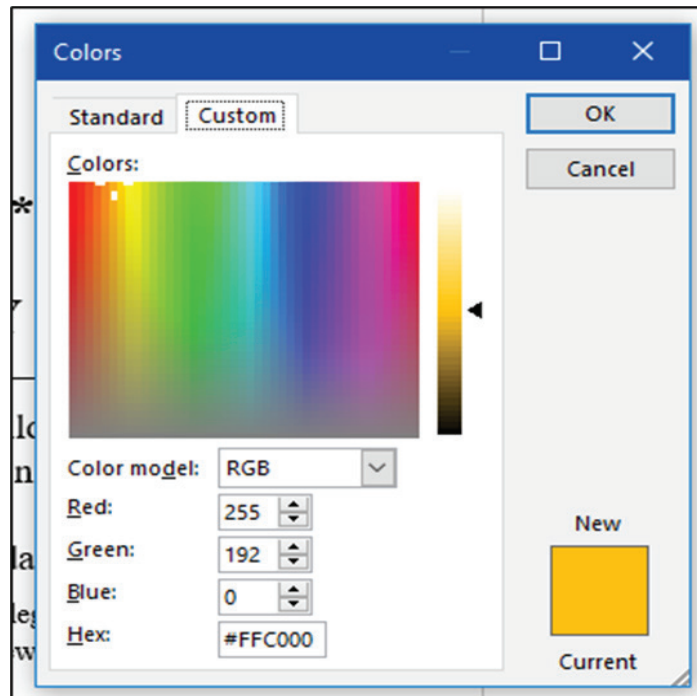 Colors
Standard Custom
OK
Cancel
Colors:
Color model: RGB
Red: 255
Green: 192
Blue: 0
Hex: #FFC000
New
Current